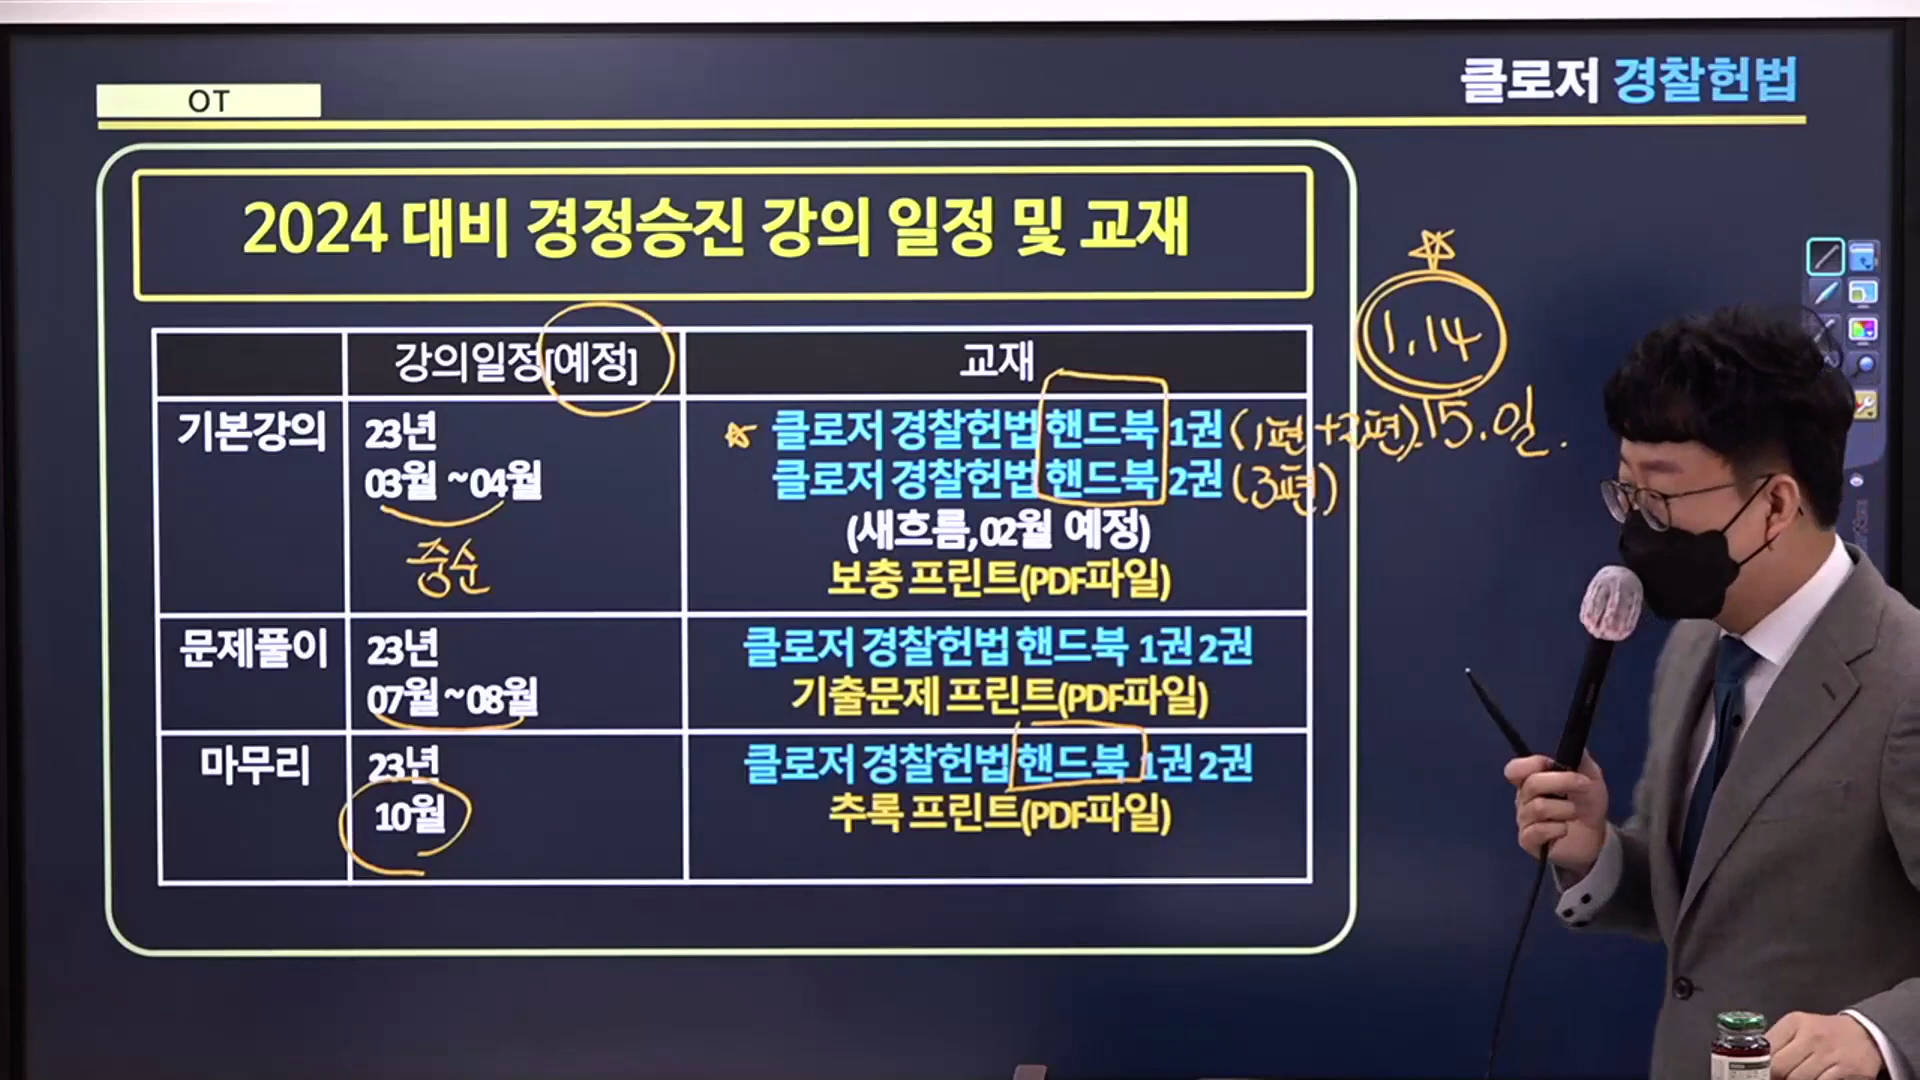 OT
클로저 경찰헌법
2024 대비 경정승진 강의 일정 및 교재
강의일정[예정]
교재
1.14
15.일.
기본강의
23년
03월 ~04월
중순
클로저 경찰헌법 핸드북 1권 (1편+2편)
클로저 경찰헌법 핸드북 2권 (3편)
(새흐름,02월 예정)
보충 프린트(PDF파일)
문제풀이
23년
07월 ~08월
클로저 경찰헌법 핸드북 1권 2권
기출문제 프린트(PDF파일)
마무리
23년
10월
클로저 경찰헌법 핸드북 1권 2권
추록 프린트(PDF파일)